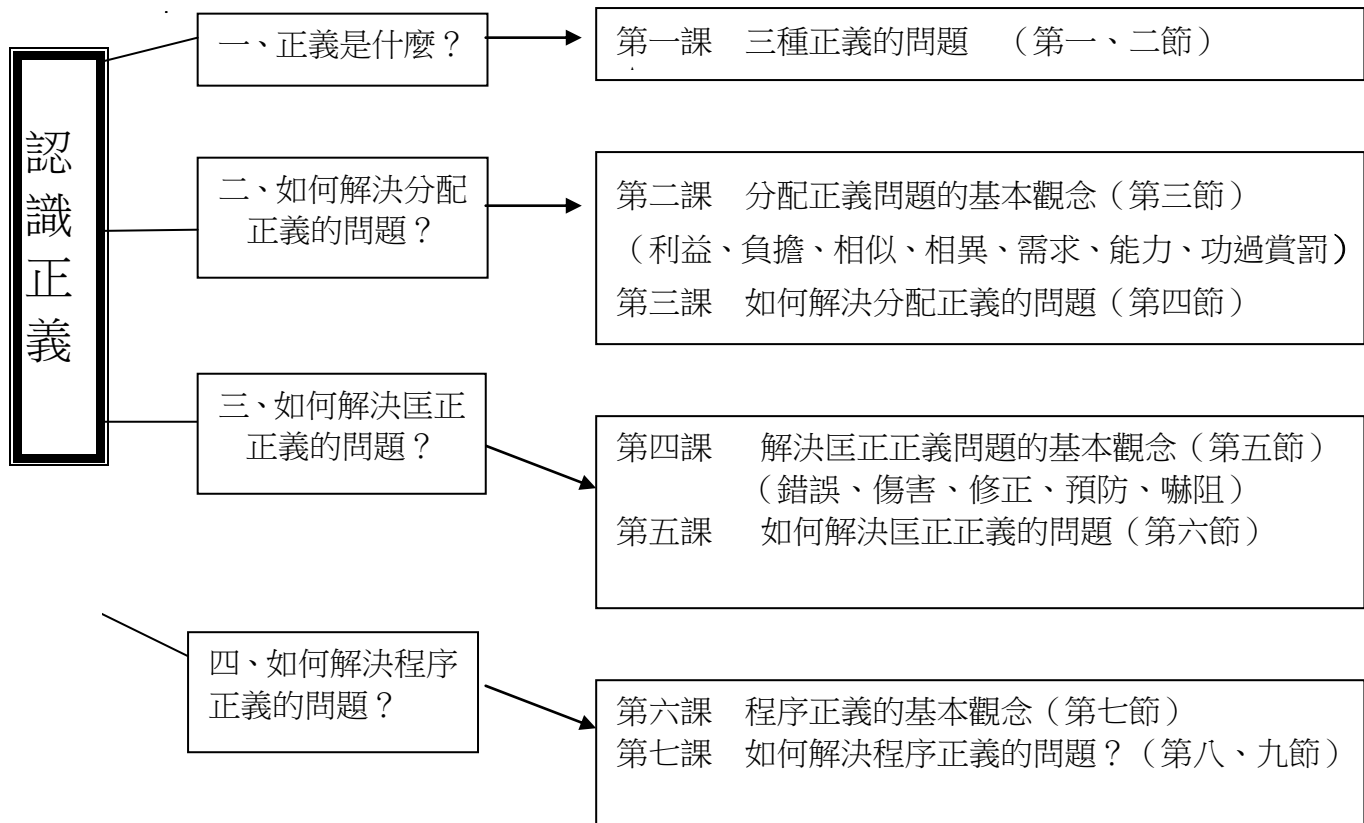 認識正義
一、正義是什麼？
第一課　三種正義的問題　（第一、二節）
二、如何解決分配
正義的問題？
第二課　分配正義問題的基本觀念（第三節）
（利益、負擔、相似、相異、需求、能力、功過賞罰）
第三課　如何解決分配正義的問題（第四節）
三、如何解決匡正
正義的問題？
第四課　解決匡正正義問題的基本觀念（第五節）
（錯誤、傷害、修正、預防、嚇阻）
第五課　如何解決匡正正義的問題（第六節）
四、如何解決程序
正義的問題？
第六課　程序正義的基本觀念（第七節）
第七課　如何解決程序正義的問題？（第八、九節）